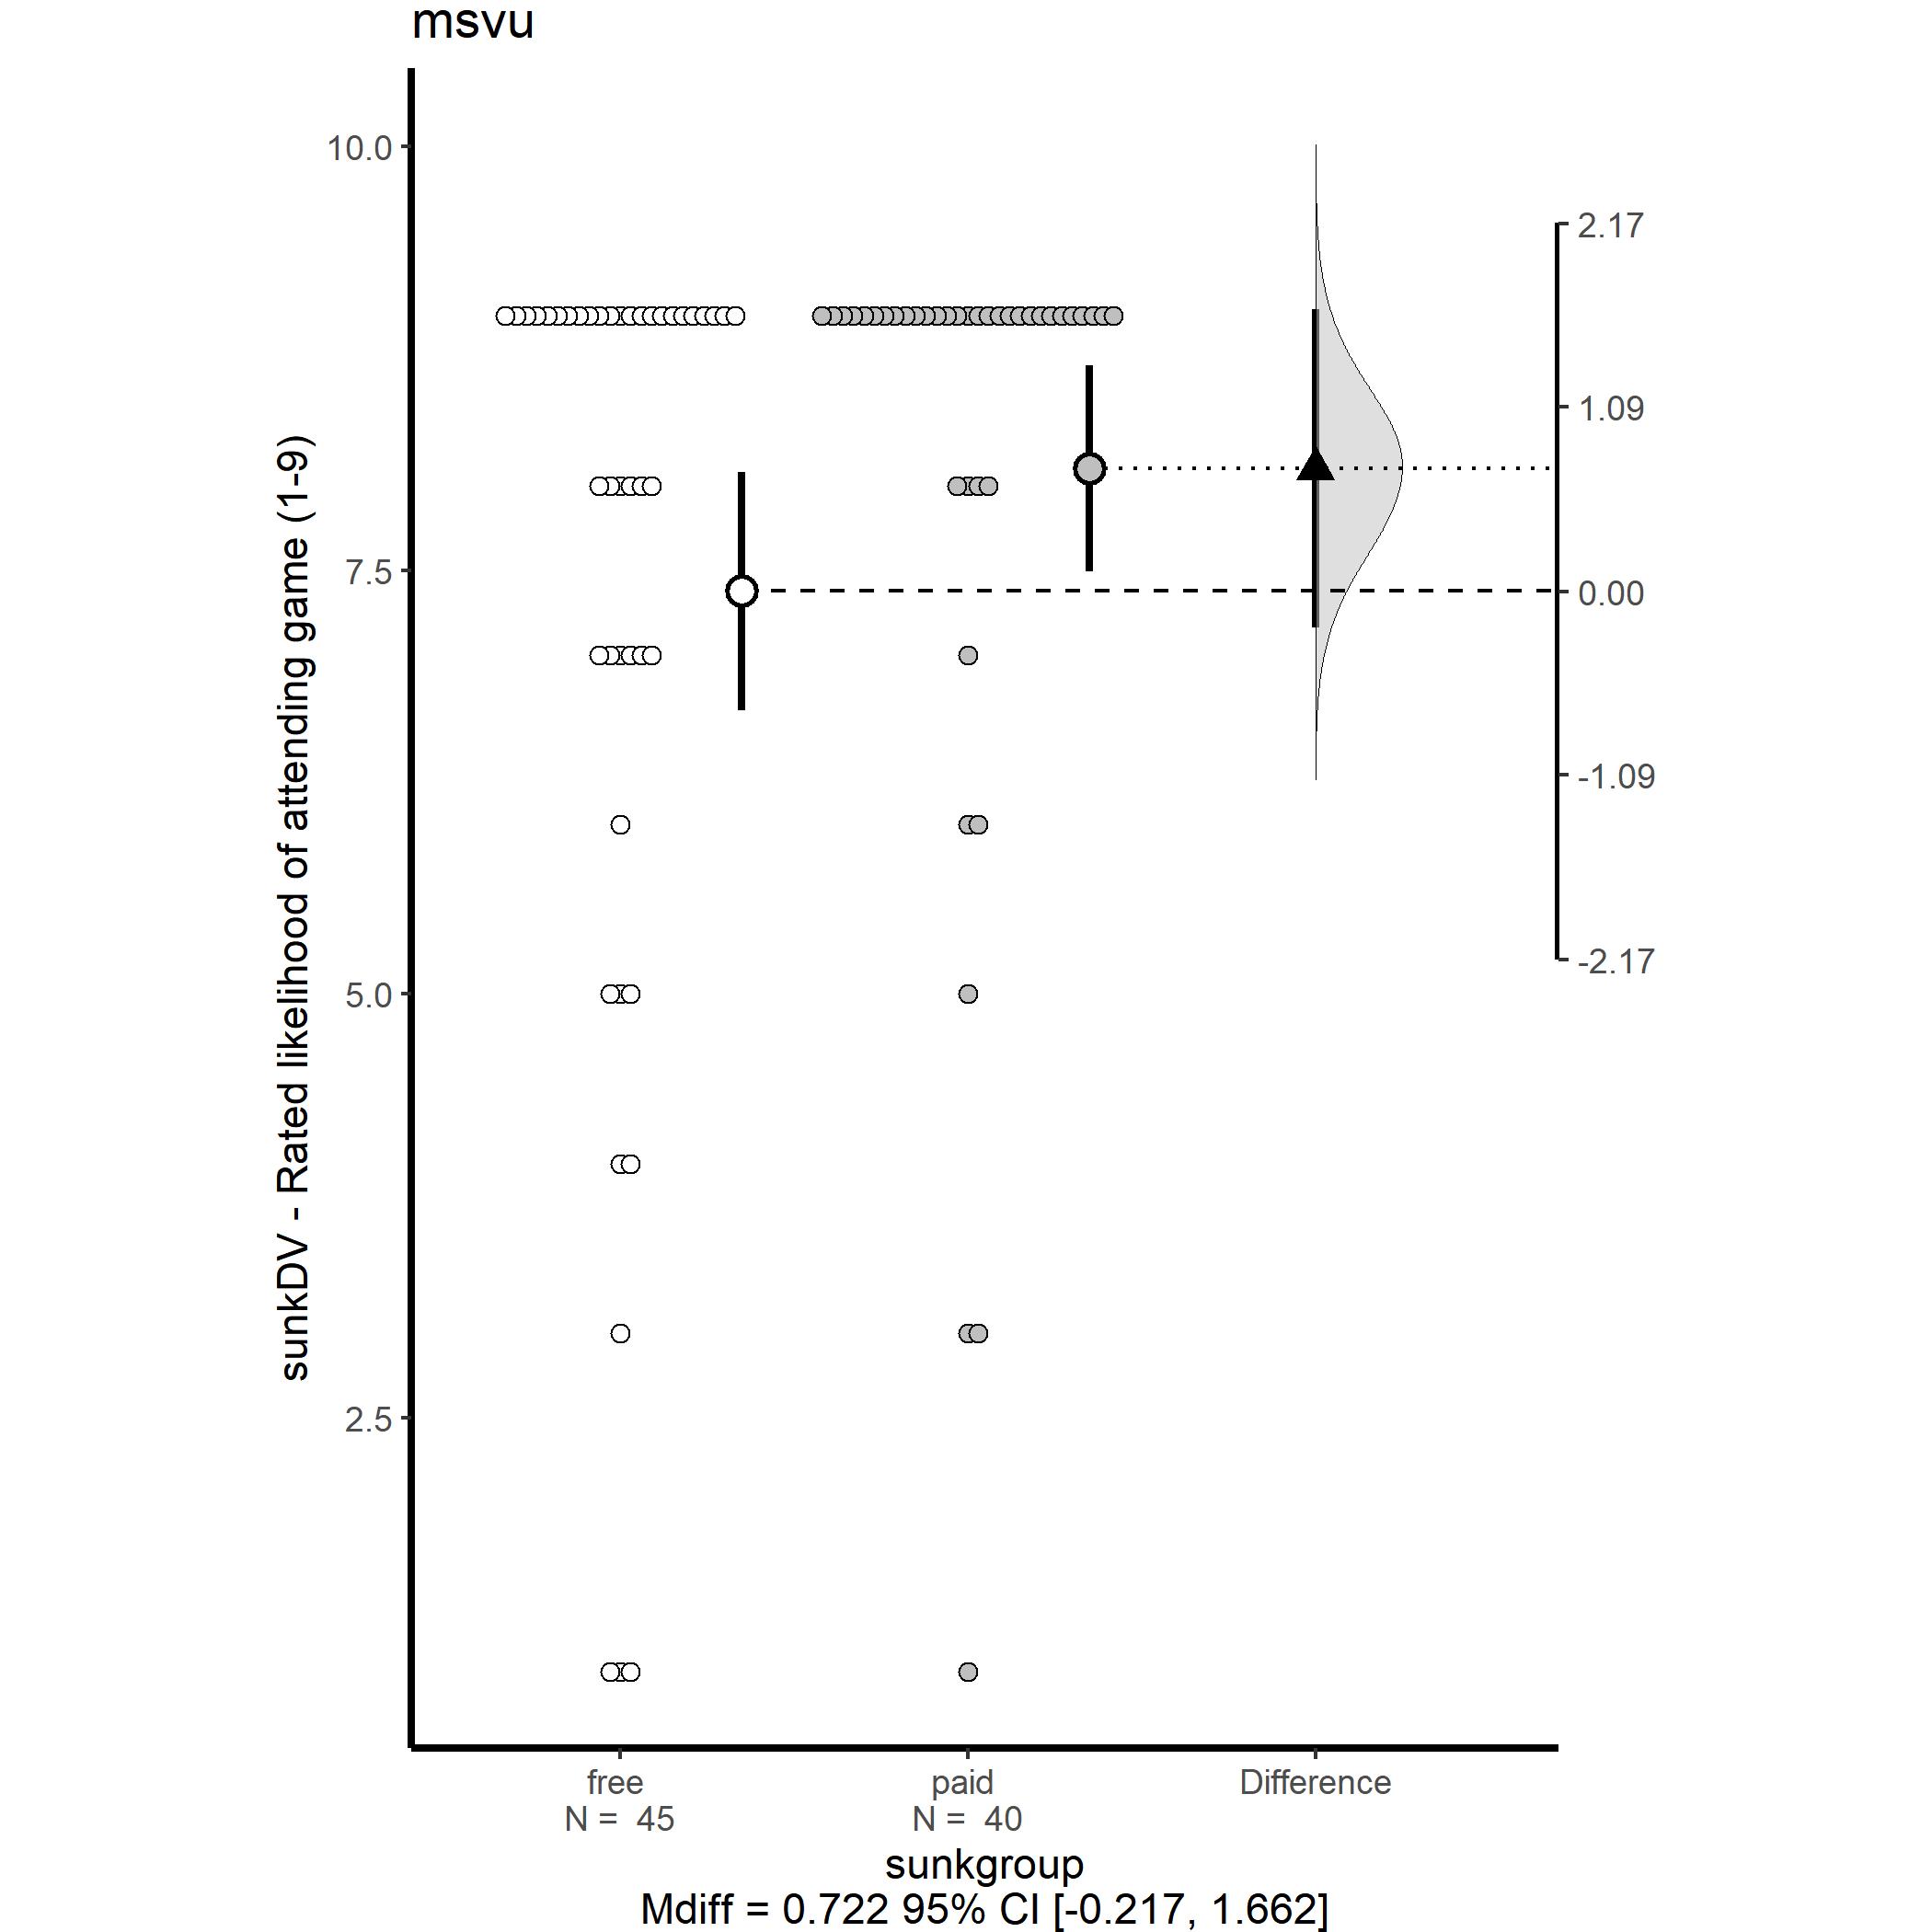 msvu
sunkDV - Rated likelihood of attending game (1-9)
10.0
7.5
5.0
2.5
2.17
1.09
0.00
-1.09
-2.17
free
N =  45
paid
N =  40
Difference
sunkgroup
Mdiff = 0.722 95% CI [-0.217, 1.662]